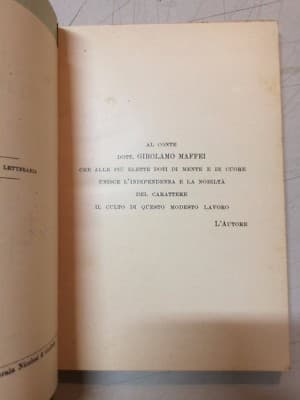 LETTERARIA
AL CONTE
DOTT. GIROLAMO MAFFEI
CHE ALLE PIÙ ELETTE DOTI DI MENTE E DI CUORE
UNISCE L'INDIPENDENZA E LA NOBILTÀ
DEL CARATTERE
IL CULTO DI QUESTO MODESTO LAVORO
L'AUTORE
Nicolosi